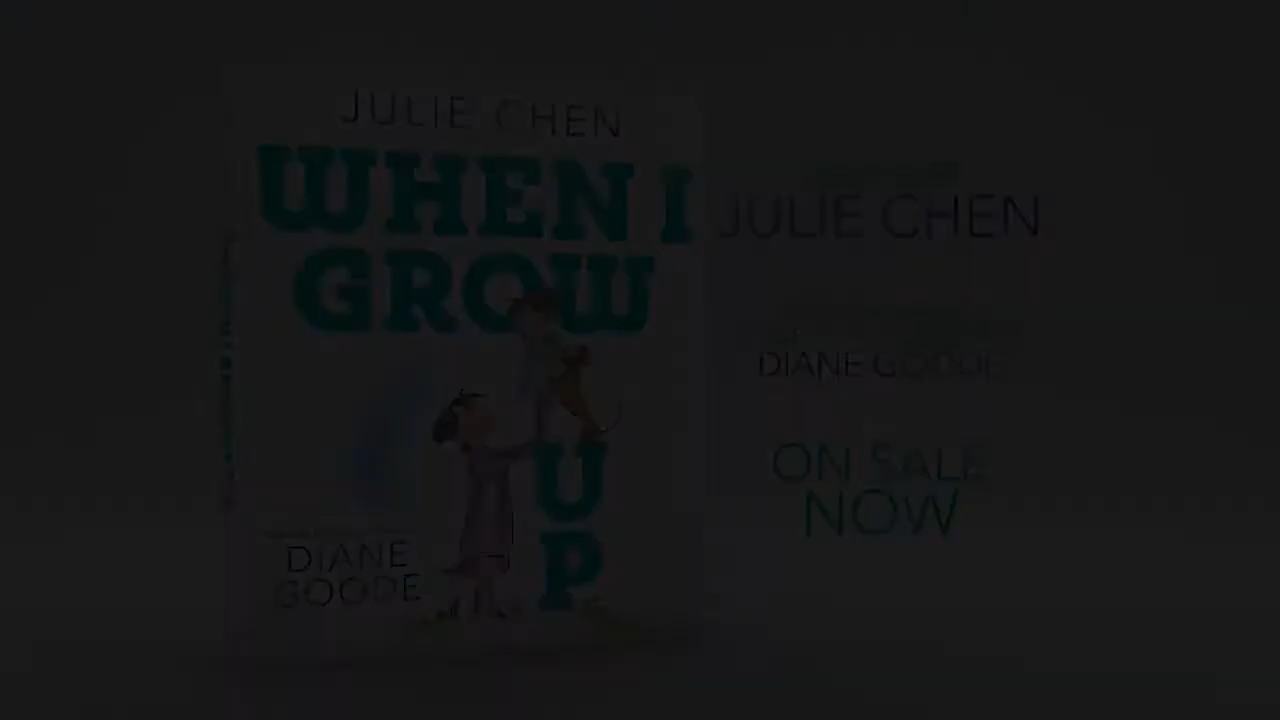 JULIE CHEN
WHEN I
GROW
UP
DIANE
GOODE
JULIE CHEN
DIANE GOODE
ON SALE
NOW